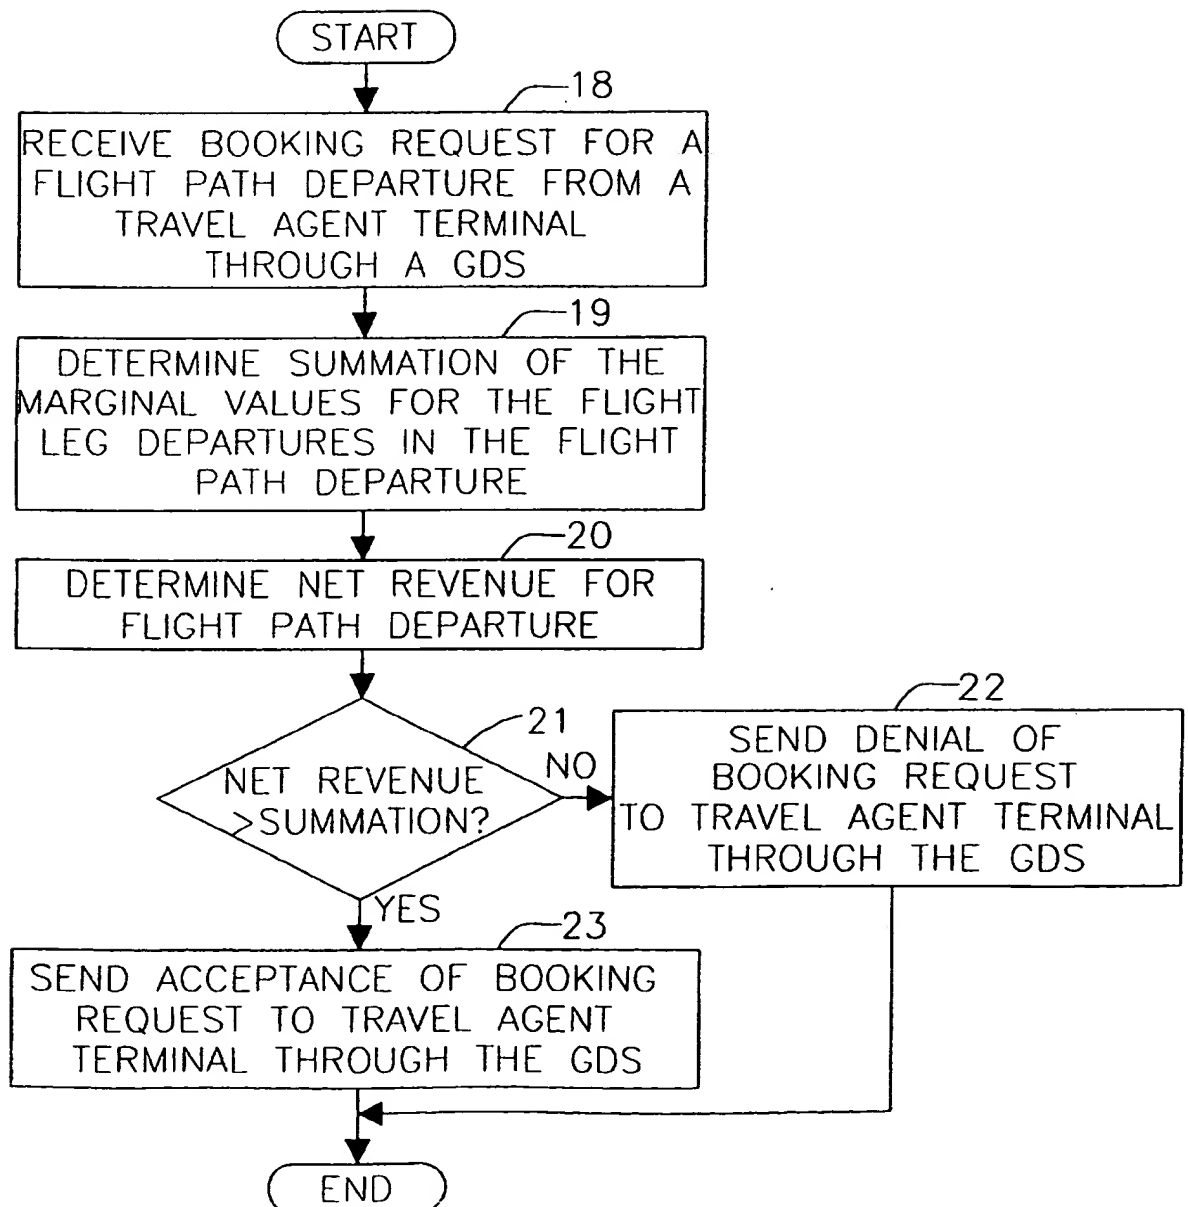 START
18
RECEIVE BOOKING REQUEST FOR A
FLIGHT PATH DEPARTURE FROM A
TRAVEL AGENT TERMINAL
THROUGH A GDS
19
DETERMINE SUMMATION OF THE
MARGINAL VALUES FOR THE FLIGHT
LEG DEPARTURES IN THE FLIGHT
PATH DEPARTURE
20
DETERMINE NET REVENUE FOR
FLIGHT PATH DEPARTURE
21
NET REVENUE
>SUMMATION?
NO
22
SEND DENIAL OF
BOOKING REQUEST
TO TRAVEL AGENT TERMINAL
THROUGH THE GDS
YES
23
SEND ACCEPTANCE OF BOOKING
REQUEST TO TRAVEL AGENT
TERMINAL THROUGH THE GDS
END